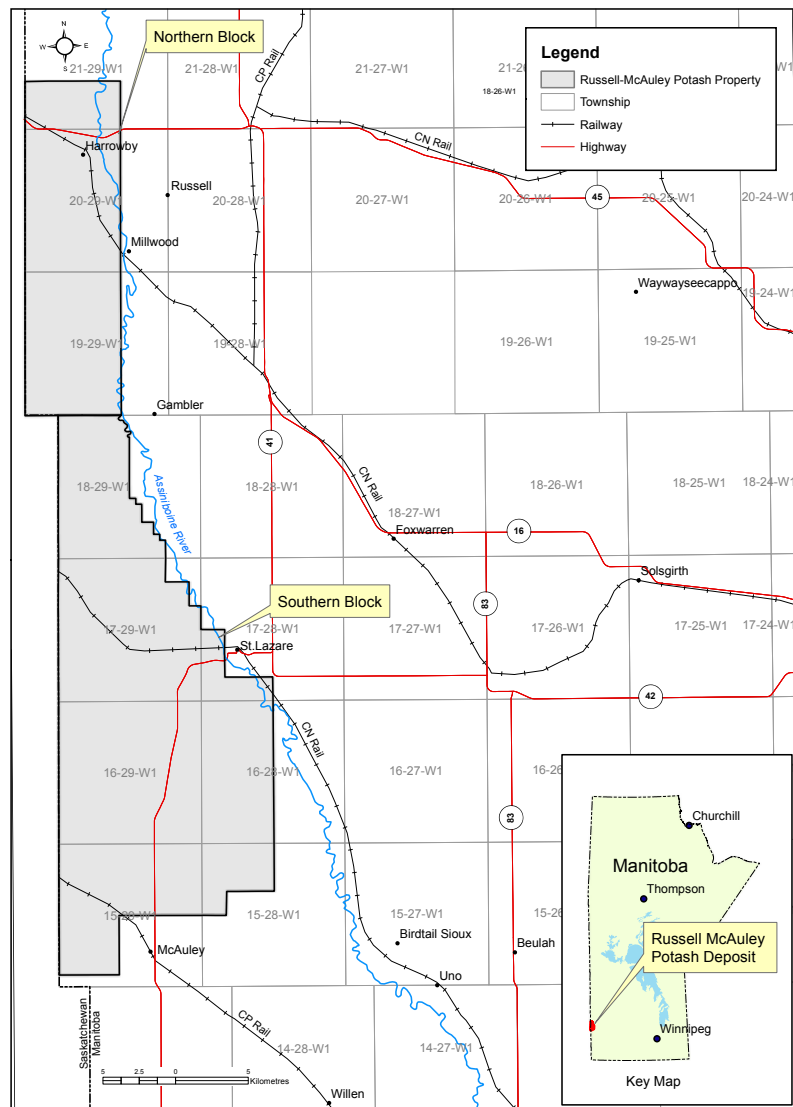 N
W
E
S
Northern Block
Legend
Russell-McAuley Potash Property
Township
Railway
Highway
21-29-W1
21-28-W1
21-27-W1
18-26-W1
CP Rail
CN Rail
Harrowby
Russell
20-29-W1
20-28-W1
20-27-W1
20-26-W1
45
20-25-W1
20-24-W1
Millwood
Waywayseecappo
19-24-W1
19-29-W1
19-28-W1
19-26-W1
19-25-W1
Gambler
41
CN Rail
18-29-W1
18-28-W1
18-27-W1
18-26-W1
18-25-W1
18-24-W1
Assiniboine River
Foxwarren
16
Solsgirth
Southern Block
83
17-29-W1
17-28-W1
17-27-W1
17-26-W1
17-25-W1
17-24-W1
St.Lazare
42
CN Rail
16-29-W1
16-28-W1
16-27-W1
83
15-29-W1
15-28-W1
15-27-W1
McAuley
Birdtail Sioux
Beulah
Uno
Saskatchewan
Manitoba
CP Rail
14-28-W1
14-27-W1
5
2.5
0
5
Kilometres
Willen
Churchill
Manitoba
Thompson
Russell McAuley
Potash Deposit
Winnipeg
Key Map